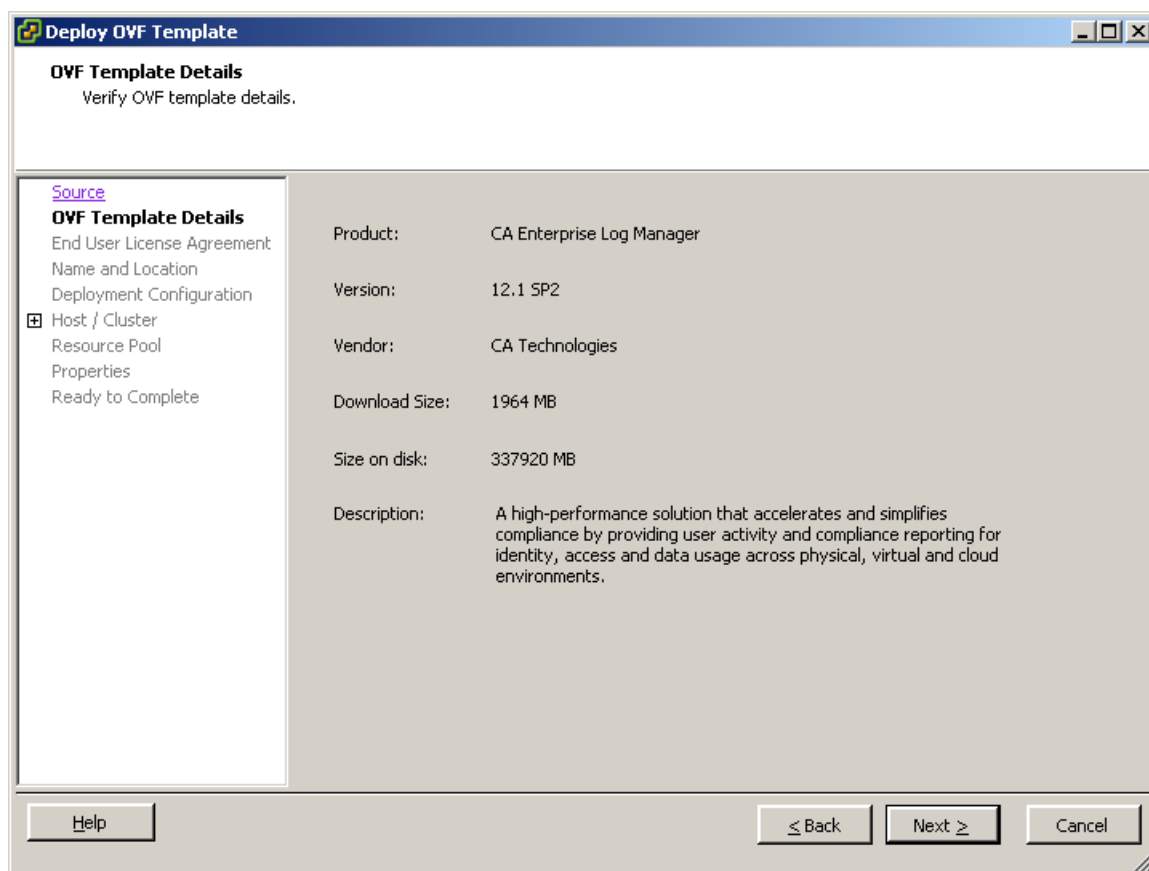 Deploy OVF Template
OVF Template Details
Verify OVF template details.
Source
OVF Template Details
End User License Agreement
Name and Location
Deployment Configuration
Host / Cluster
Resource Pool
Properties
Ready to Complete
Product: CA Enterprise Log Manager
Version: 12.1 SP2
Vendor: CA Technologies
Download Size: 1964 MB
Size on disk: 337920 MB
Description: A high-performance solution that accelerates and simplifies
compliance by providing user activity and compliance reporting for
identity, access and data usage across physical, virtual and cloud
environments.
Help
≤ Back
Next ≥
Cancel